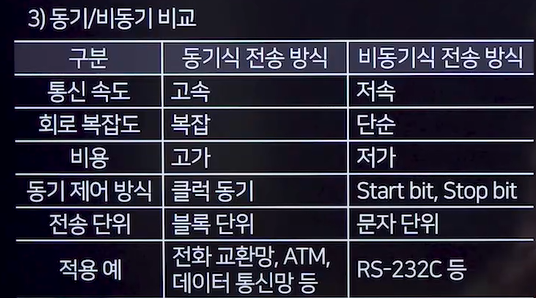 3) 동기/비동기 비교
구분 동기식 전송 방식 비동기식 전송 방식
통신 속도 고속 저속
회로 복잡도 복잡 단순
비용 고가 저가
동기 제어 방식 클럭 동기 Start bit, Stop bit
전송 단위 블록 단위 문자 단위
적용 예 전화 교환망, ATM, 데이터 통신망 등 RS-232C 등